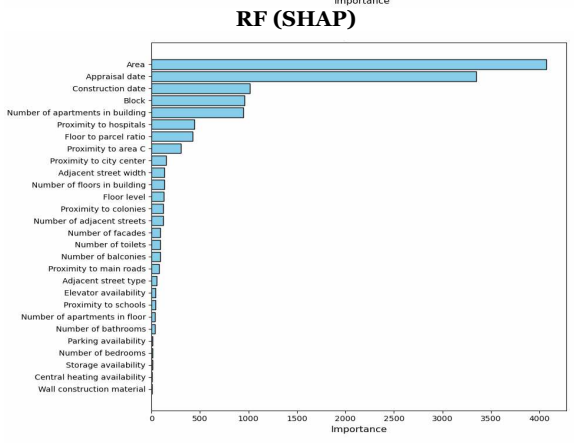 Importance
RF (SHAP)
Area
Appraisal date
Construction date
Block
Number of apartments in building
Proximity to hospitals
Floor to parcel ratio
Proximity to area C
Proximity to city center
Adjacent street width
Number of floors in building
Floor level
Proximity to colonies
Number of adjacent streets
Number of facades
Number of toilets
Number of balconies
Proximity to main roads
Adjacent street type
Elevator availability
Proximity to schools
Number of apartments in floor
Number of bathrooms
Parking availability
Number of bedrooms
Storage availability
Central heating availability
Wall construction material
0 500 1000 1500 2000 2500 3000 3500 4000
Importance